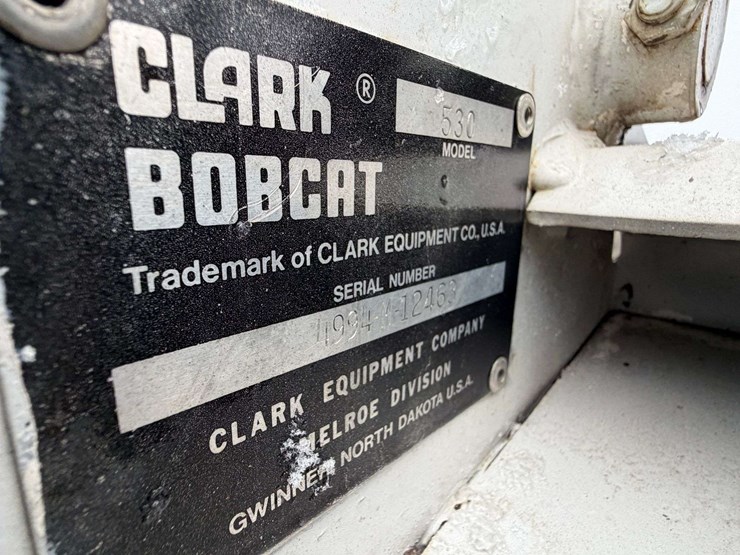 CLARK ®
530
MODEL
BOBCAT
Trademark of CLARK EQUIPMENT CO., U.S.A.
SERIAL NUMBER
CLARK EQUIPMENT COMPANY
MELROE DIVISION
GWINNER, NORTH DAKOTA U.S.A.